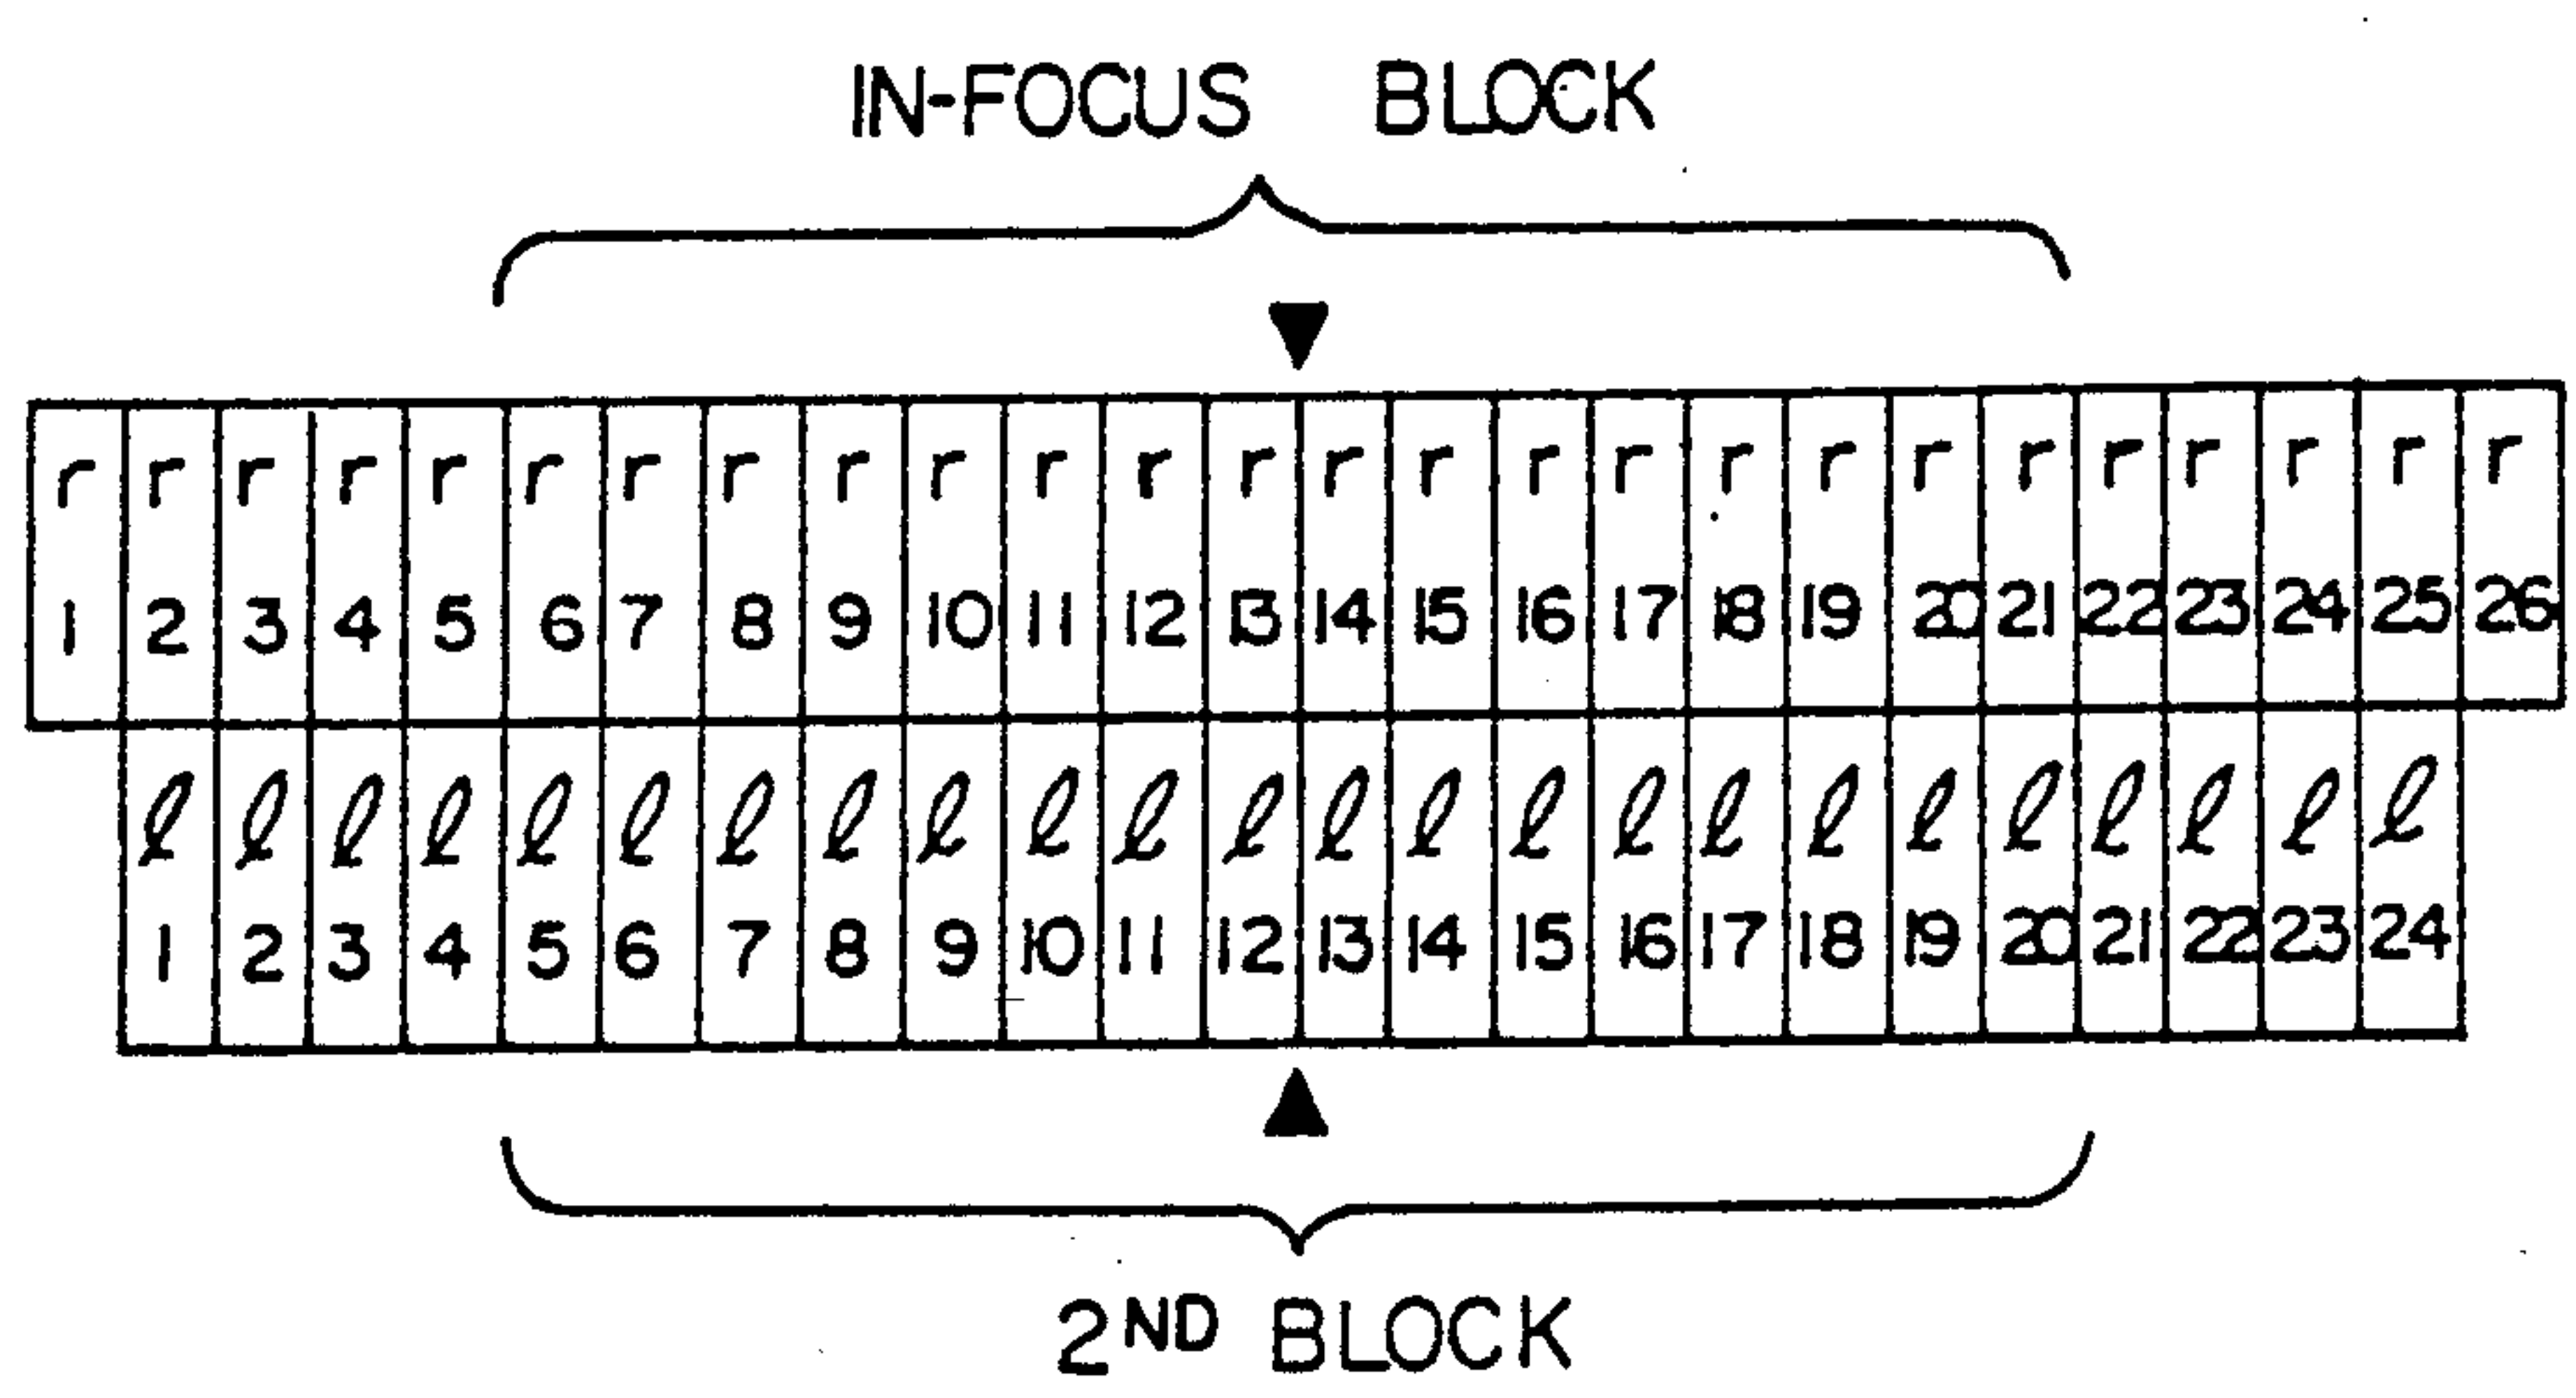 IN-FOCUS BLOCK
r r r r r r r r r r r r r r r r r r r r r r r r r r
1 2 3 4 5 6 7 8 9 10 11 12 13 14 15 16 17 18 19 20 21 22 23 24 25 26
ℓ ℓ ℓ ℓ ℓ ℓ ℓ ℓ ℓ ℓ ℓ ℓ ℓ ℓ ℓ ℓ ℓ ℓ ℓ ℓ ℓ ℓ ℓ ℓ
1 2 3 4 5 6 7 8 9 10 11 12 13 14 15 16 17 18 19 20 21 22 23 24
2ND BLOCK